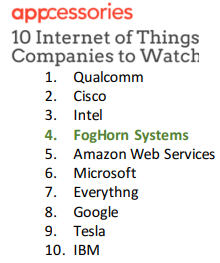 appcessories
10 Internet of Things
Companies to Watch
1. Qualcomm
2. Cisco
3. Intel
4. FogHorn Systems
5. Amazon Web Services
6. Microsoft
7. Everythng
8. Google
9. Tesla
10. IBM